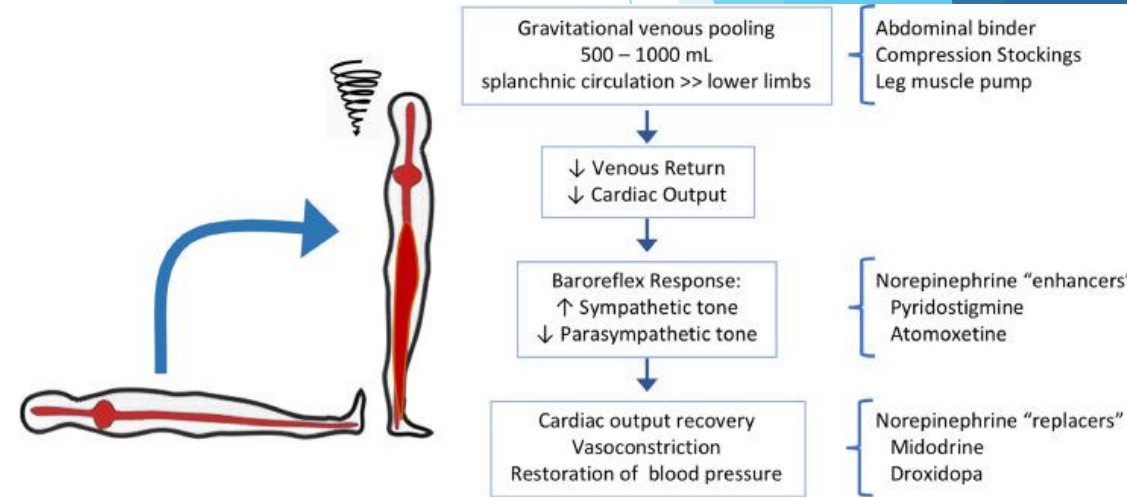 Gravitational venous pooling
500 – 1000 mL
splanchnic circulation >> lower limbs
Abdominal binder
Compression Stockings
Leg muscle pump
↓ Venous Return
↓ Cardiac Output
Baroreflex Response:
↑ Sympathetic tone
↓ Parasympathetic tone
Norepinephrine “enhancers”
Pyridostigmine
Atomoxetine
Cardiac output recovery
Vasoconstriction
Restoration of blood pressure
Norepinephrine “replacers”
Midodrine
Droxidopa